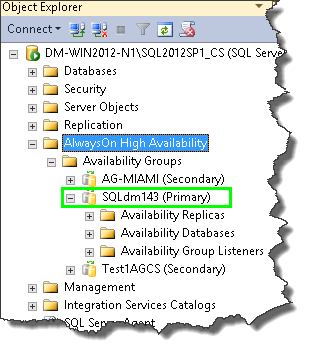 Object Explorer
Connect
DM-WIN2012-N1\SQL2012SP1_CS (SQL Serve
Databases
Security
Server Objects
Replication
AlwaysOn High Availability
Availability Groups
AG-MIAMI (Secondary)
SQLdm143 (Primary)
Availability Replicas
Availability Databases
Availability Group Listeners
Test1AGCS (Secondary)
Management
Integration Services Catalogs
SQL Server Agent